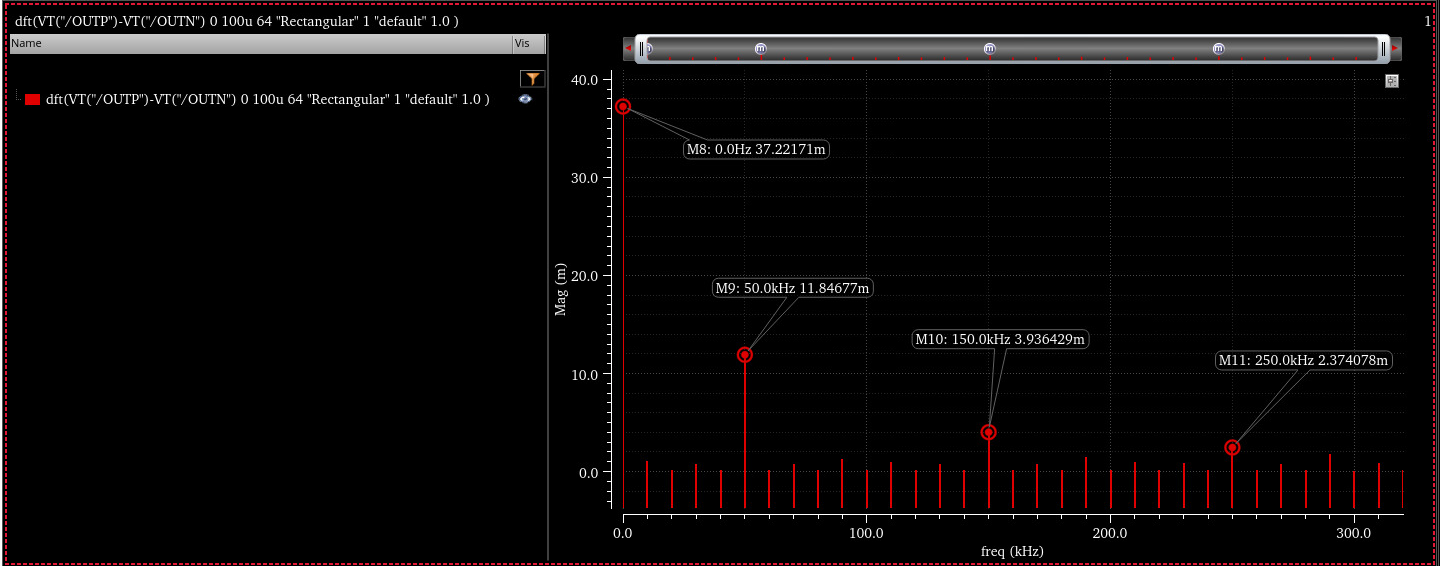 dft(VT("/OUTP")-VT("/OUTN") 0 100u 64 "Rectangular" 1 "default" 1.0 )
1
Name
Vis
dft(VT("/OUTP")-VT("/OUTN") 0 100u 64 "Rectangular" 1 "default" 1.0 )
m
m
m
40.0
M8: 0.0Hz 37.22171m
30.0
20.0
Mag (m)
M9: 50.0kHz 11.84677m
M10: 150.0kHz 3.936429m
M11: 250.0kHz 2.374078m
10.0
0.0
0.0
100.0
200.0
300.0
freq (kHz)